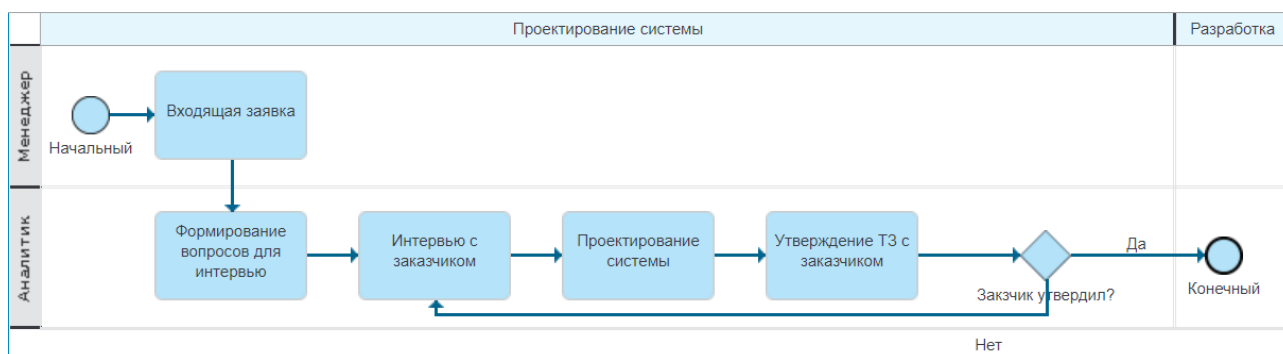 Проектирование системы
Разработка
Менеджер
Начальный
Входящая заявка
Аналитик
Формирование
вопросов для
интервью
Интервью с
заказчиком
Проектирование
системы
Утверждение ТЗ с
заказчиком
Закзчик утвердил?
Да
Конечный
Нет